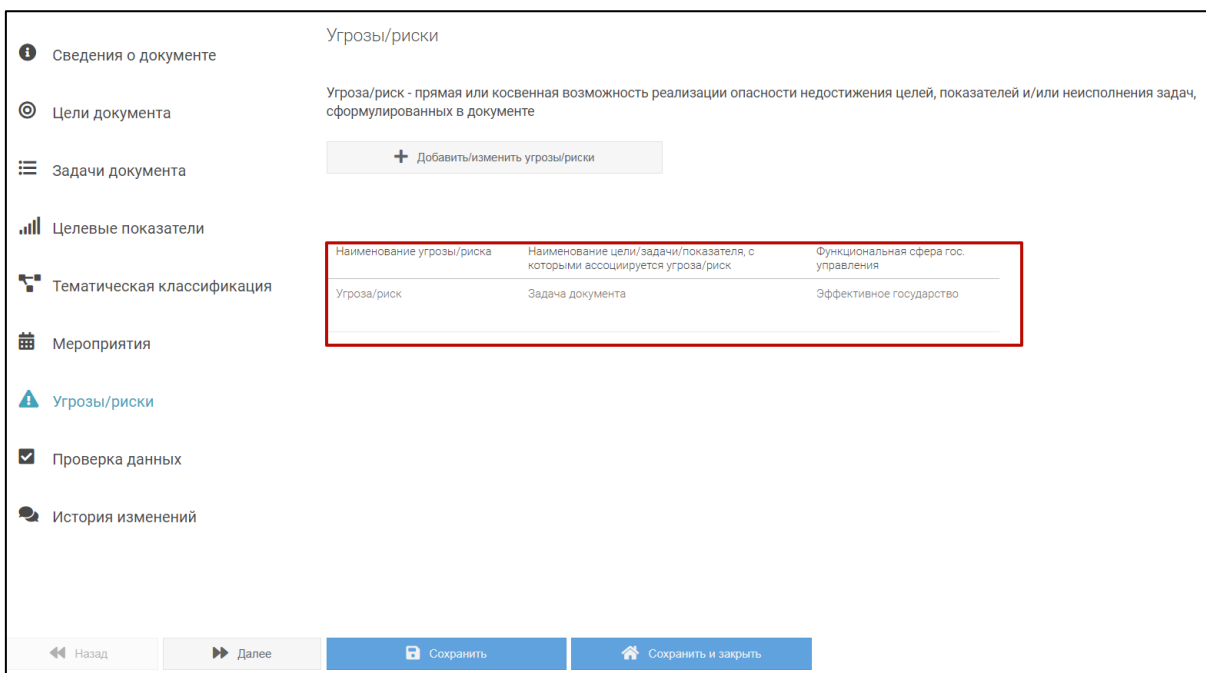 Сведения о документе
Цели документа
Задачи документа
Целевые показатели
Тематическая классификация
Мероприятия
Угрозы/риски
Проверка данных
История изменений
Угрозы/риски
Угроза/риск - прямая или косвенная возможность реализации опасности недостижения целей, показателей и/или неисполнения задач,
сформулированных в документе
Добавить/изменить угрозы/риски
Наименование угрозы/риска
Наименование цели/задачи/показателя, с
которыми ассоциируется угроза/риск
Функциональная сфера гос.
управления
Угроза/риск
Задача документа
Эффективное государство
Назад
Далее
Сохранить
Сохранить и закрыть